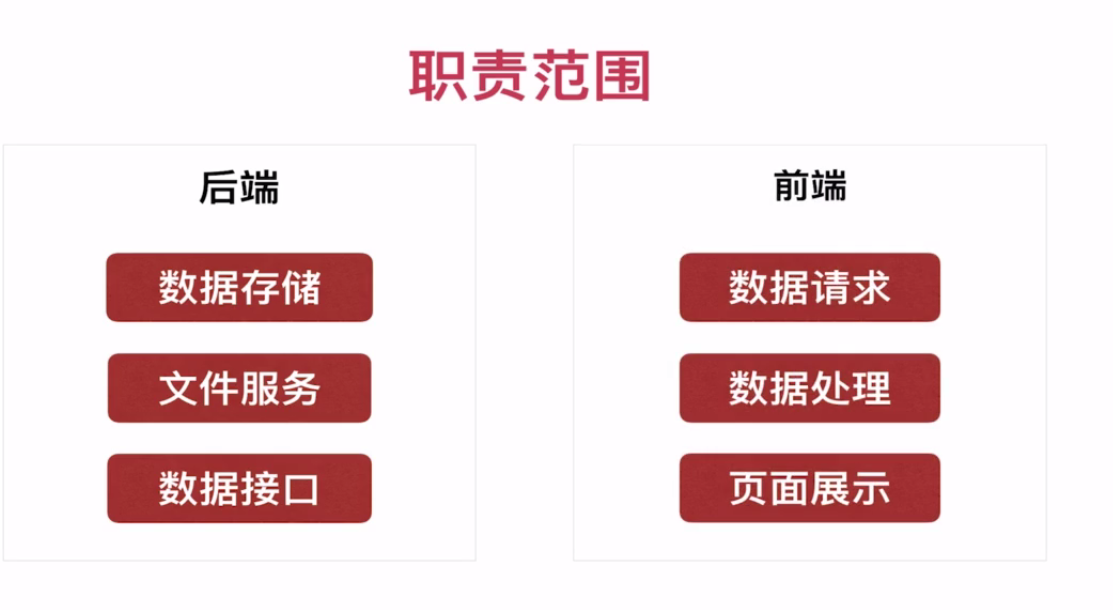 职责范围
后端
数据存储
文件服务
数据接口
前端
数据请求
数据处理
页面展示